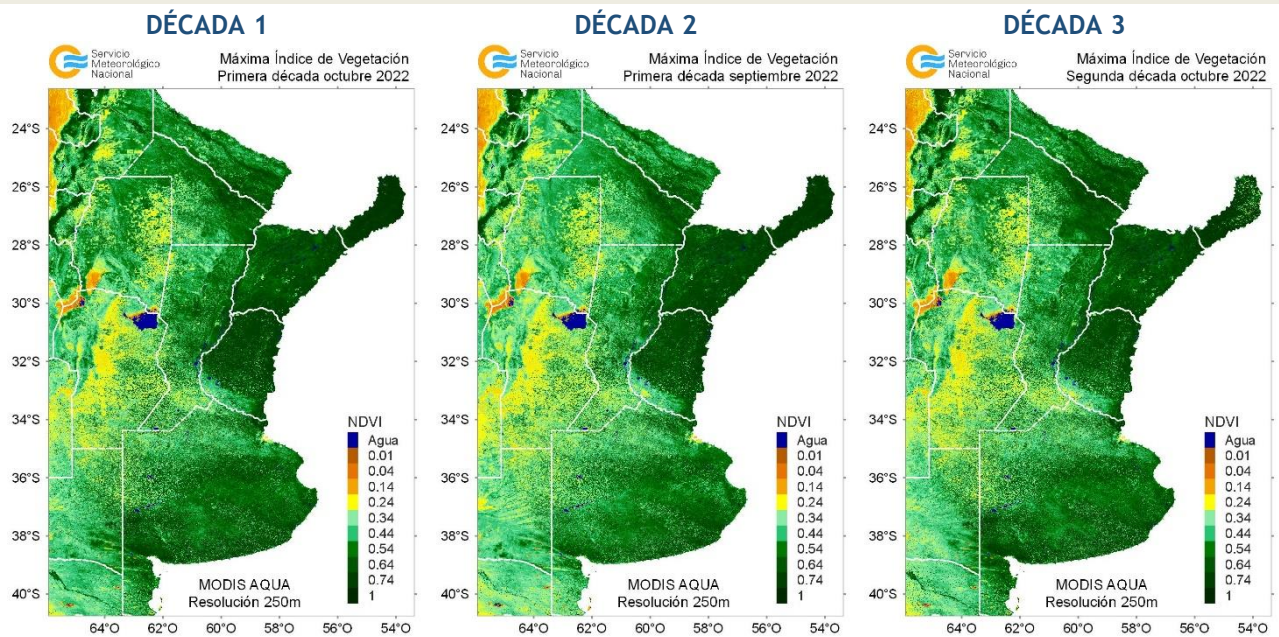 DÉCADA 1
Servicio
Meteorológico
Nacional
Máxima Índice de Vegetación
Primera década octubre 2022
24°S
26°S
28°S
30°S
32°S
34°S
36°S
38°S
40°S
NDVI
Agua
0.01
0.04
0.14
0.24
0.34
0.44
0.54
0.64
0.74
1
MODIS AQUA
Resolución 250m
64°O 62°O 60°O 58°O 56°O 54°O
DÉCADA 2
Servicio
Meteorológico
Nacional
Máxima Índice de Vegetación
Primera década septiembre 2022
24°S
26°S
28°S
30°S
32°S
34°S
36°S
38°S
40°S
NDVI
Agua
0.01
0.04
0.14
0.24
0.34
0.44
0.54
0.64
0.74
1
MODIS AQUA
Resolución 250m
64°O 62°O 60°O 58°O 56°O 54°O
DÉCADA 3
Servicio
Meteorológico
Nacional
Máxima Índice de Vegetación
Segunda década octubre 2022
24°S
26°S
28°S
30°S
32°S
34°S
36°S
38°S
40°S
NDVI
Agua
0.01
0.04
0.14
0.24
0.34
0.44
0.54
0.64
0.74
1
MODIS AQUA
Resolución 250m
64°O 62°O 60°O 58°O 56°O 54°O